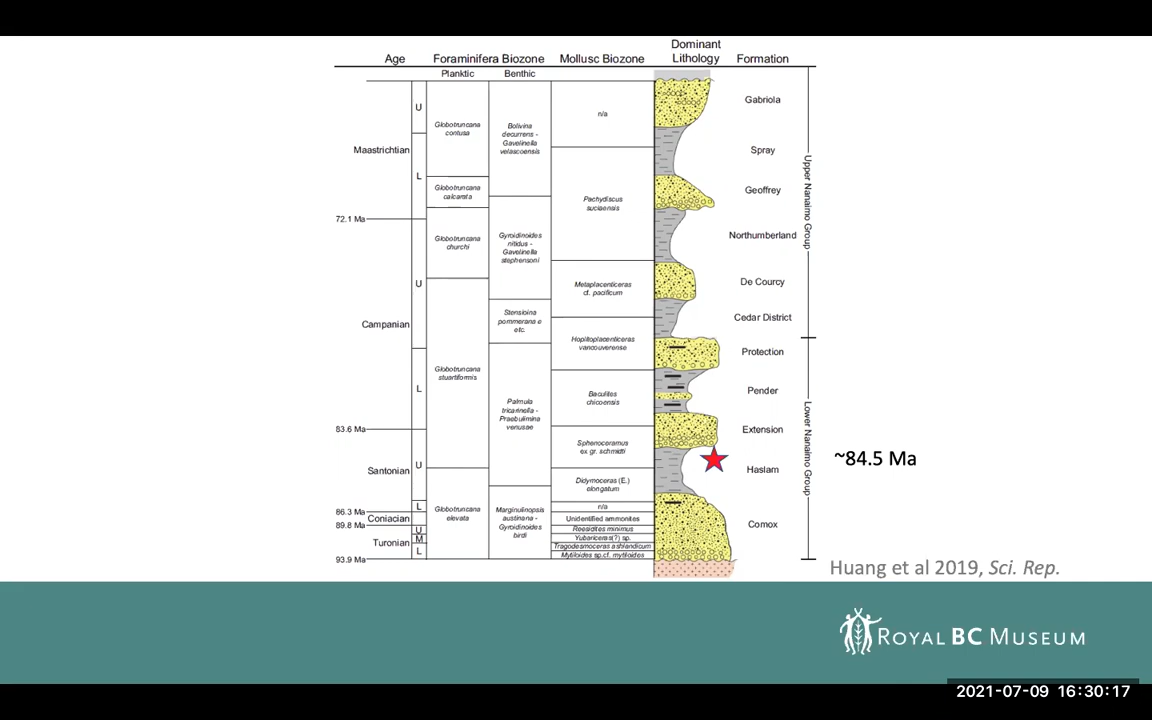 Dominant
Age Foraminifera Biozone Mollusc Biozone Lithology Formation
Planktic Benthic
U
Globotruncana
contusa
Bolivina
decurrens -
Gavelinella
velascoensis
n/a
Gabriola
Maastrichtian
Spray
L
Globotruncana
calcarata
Pachydiscus
suciaensis
Geoffrey
72.1 Ma
Globotruncana
churchi
Gyroidinoides
nitidus -
Gavelinella
stephensoni
Northumberland
Upper Nanaimo Group
U
Metaplacenticeras
cf. pacificum
De Courcy
Campanian
Stensioina
pommerana e
etc.
Cedar District
Hoplitoplacenticeras
vancouverense
Protection
Globotruncana
stuartiformis
L
Baculites
chicoensis
Pender
Palmula
tricarinella -
Praebulimina
venusae
83.6 Ma
Extension
Sphenoceramus
ex gr. schmidti
~84.5 Ma
Santonian
U
Haslam
Lower Nanaimo Group
Didymoceras (E.)
elongatum
86.3 Ma
L
n/a
Globotruncana
elevata
Marginulinopsis
austinana -
Gyroidinoides
birdi
Coniacian
Unidentified ammonites
89.8 Ma
U
Reesidites minimus
Comox
Turonian
M
Yubariceras(?) sp.
L
Tragodesmoceras ashlandicum
93.9 Ma
Mytiloides sp.cf. mytiloides
Huang et al 2019, Sci. Rep.
ROYAL BC MUSEUM
2021-07-09 16:30:17